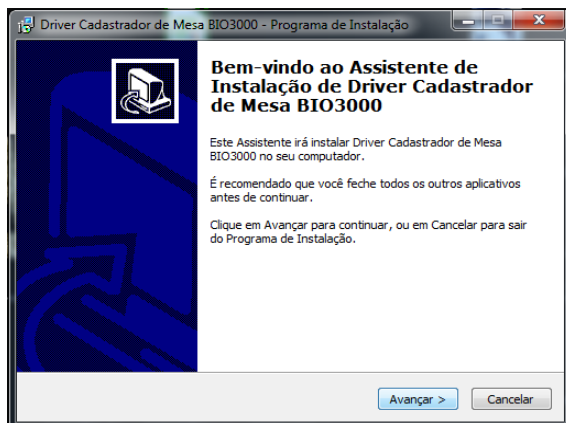 Driver Cadastrador de Mesa BIO3000 - Programa de Instalação
Bem-vindo ao Assistente de
Instalação de Driver Cadastrador
de Mesa BIO3000
Este Assistente irá instalar Driver Cadastrador de Mesa
BIO3000 no seu computador.
É recomendado que você feche todos os outros aplicativos
antes de continuar.
Clique em Avançar para continuar, ou em Cancelar para sair
do Programa de Instalação.
Avançar >
Cancelar